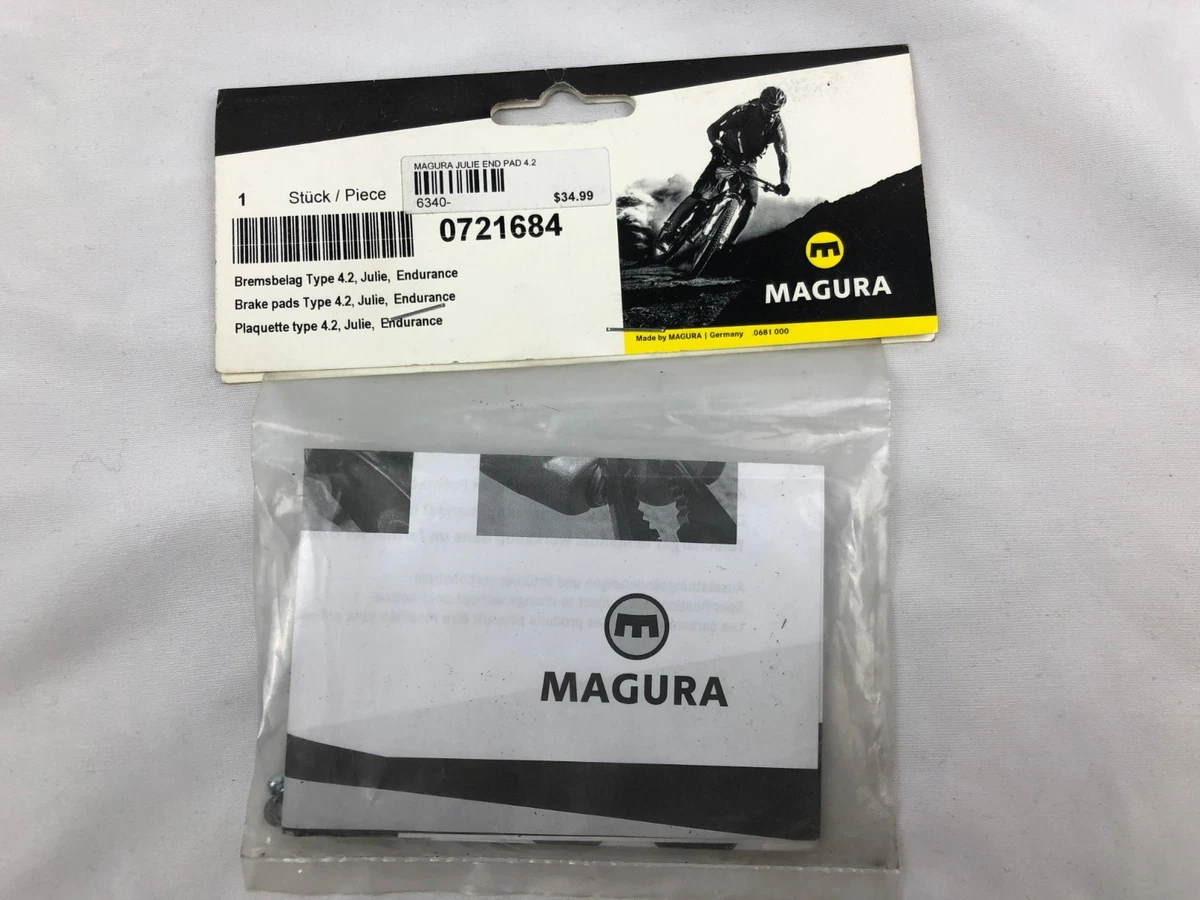 MAGURA JULIE END PAD 4.2
6340-
$34.99
1 Stück / Piece
0721684
Bremsbelag Type 4.2, Julie, Endurance
Brake pads Type 4.2, Julie, Endurance
Plaquette type 4.2, Julie, Endurance
MAGURA
Made by MAGURA | Germany .0681 000
MAGURA